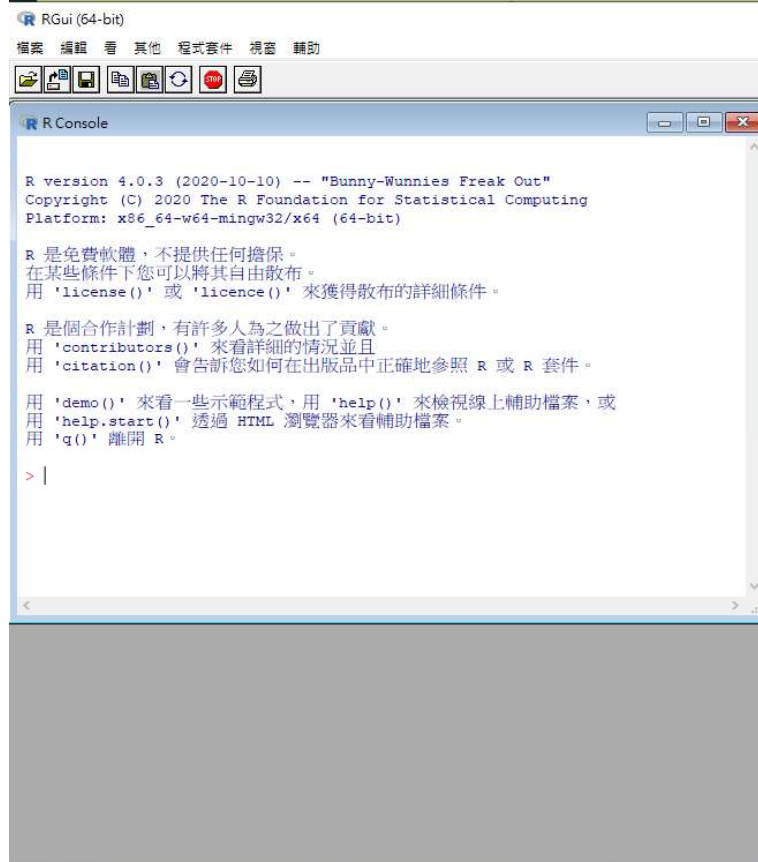 RGui (64-bit)
檔案 編輯 看 其他 程式套件 視窗 輔助
STOP
R Console
R version 4.0.3 (2020-10-10) -- "Bunny-Wunnies Freak Out"
Copyright (C) 2020 The R Foundation for Statistical Computing
Platform: x86_64-w64-mingw32/x64 (64-bit)
R 是免費軟體，不提供任何擔保。
在某些條件下您可以將其自由散布。
用 'license()' 或 'licence()' 來獲得散布的詳細條件。
R 是個合作計劃，有許多人為之做出了貢獻。
用 'contributors()' 來看詳細的情況並且
用 'citation()' 會告訴您如何在出版品中正確地參照 R 或 R 套件。
用 'demo()' 來看一些示範程式，用 'help()' 來檢視線上輔助檔案，或
用 'help.start()' 透過 HTML 瀏覽器來看輔助檔案。
用 'q()' 離開 R。
>